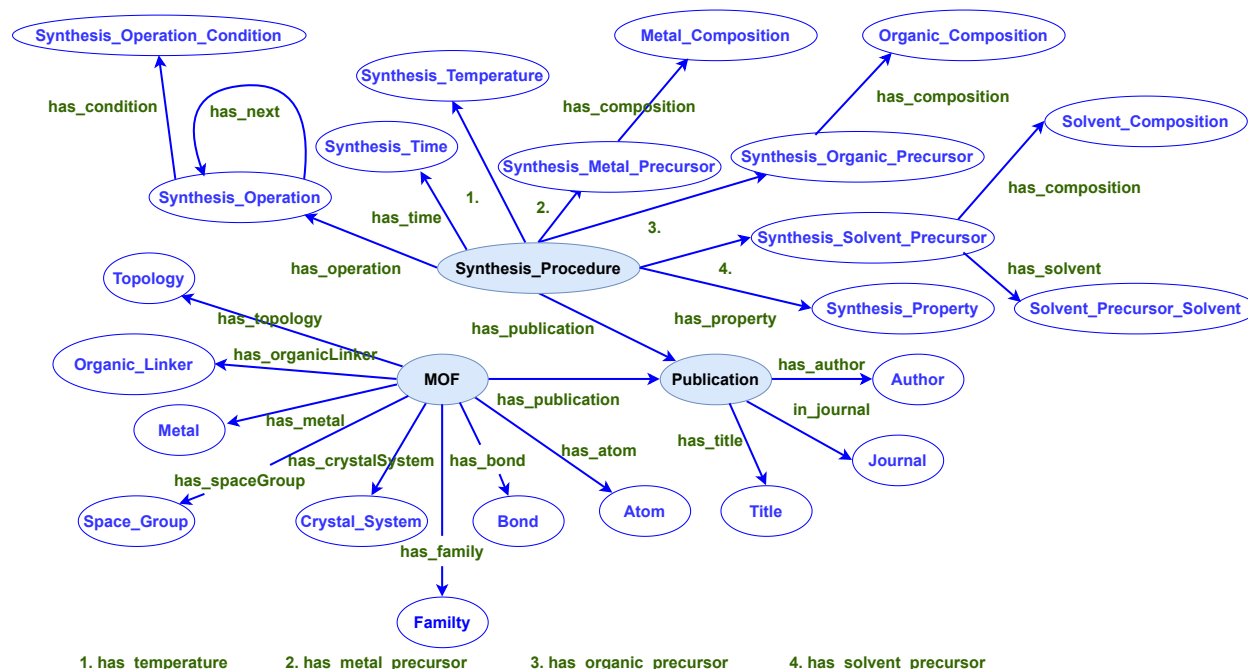 Synthesis_Operation_Condition
Metal_Composition
Organic_Composition
Synthesis_Temperature
has_condition
has_next
has_composition
has_composition
Solvent_Composition
Synthesis_Time
Synthesis_Metal_Precursor
Synthesis_Organic_Precursor
Synthesis_Operation
has_time
1.
2.
3.
has_composition
has_operation
Synthesis_Procedure
Synthesis_Solvent_Precursor
4.
has_solvent
Topology
has_topology
has_publication
has_property
Synthesis_Property
Solvent_Precursor_Solvent
Organic_Linker
has_organicLinker
MOF
has_publication
Publication
has_author
Author
Metal
has_metal
in_journal
has_title
Journal
has_spaceGroup
has_crystalSystem
has_bond
has_atom
Space_Group
Crystal_System
Bond
Atom
Title
has_family
Familty
1. has_temperature
2. has_metal_precursor
3. has_organic_precursor
4. has_solvent_precursor